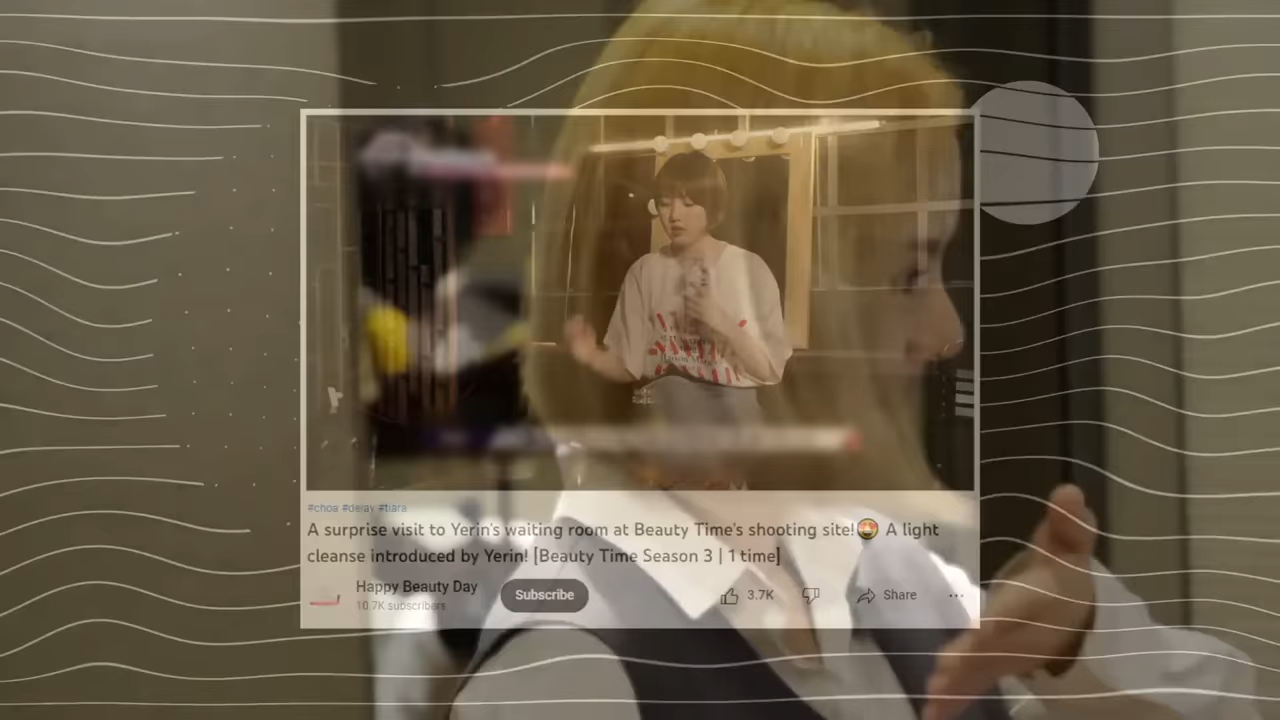 #choa #delay #tiara
A surprise visit to Yerin's waiting room at Beauty Time's shooting site!🌅 A light
cleanse introduced by Yerin! [Beauty Time Season 3 | 1 time]
Happy Beauty Day
10.7K subscribers
Subscribe
3.7K
Share